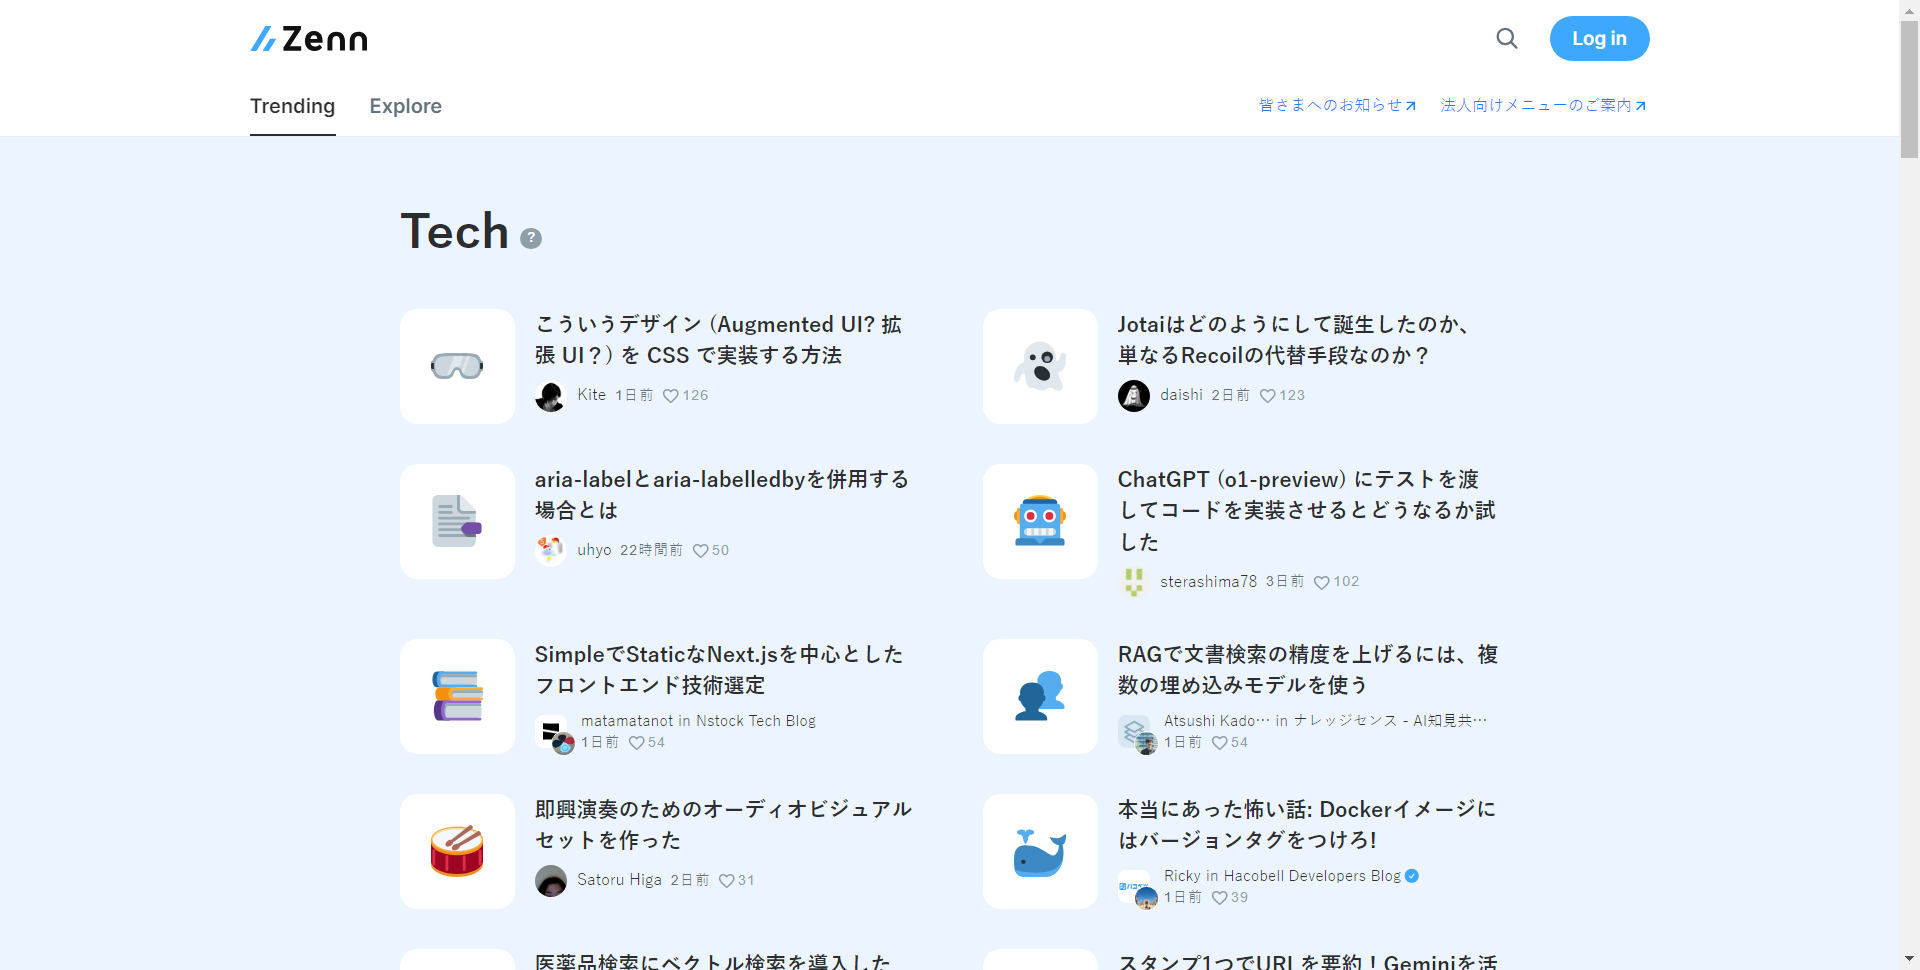 Zenn
Log in
Trending
Explore
皆さまへのお知らせ
法人向けメニューのご案内
Tech
?
こういうデザイン (Augmented UI? 拡
張 UI？) を CSS で実装する方法
Kite 1日前 126
Jotaiはどのようにして誕生したのか、
単なるRecoilの代替手段なのか？
daishi 2日前 123
aria-labelとaria-labelledbyを併用する
場合とは
uhyo 22時間前 50
ChatGPT (o1-preview) にテストを渡
してコードを実装させるとどうなるか試
した
sterashima78 3日前 102
SimpleでStaticなNext.jsを中心とした
フロントエンド技術選定
matamatanot in Nstock Tech Blog
1日前 54
RAGで文書検索の精度を上げるには、複
数の埋め込みモデルを使う
Atsushi Kado… in ナレッジセンス - AI知見共…
1日前 54
即興演奏のためのオーディオビジュアル
セットを作った
Satoru Higa 2日前 31
本当にあった怖い話: Dockerイメージに
はバージョンタグをつけろ!
Ricky in Hacobell Developers Blog
1日前 39
医薬品検索にベクトル検索を導入した
スタンプ1つでURLを要約！Geminiを活